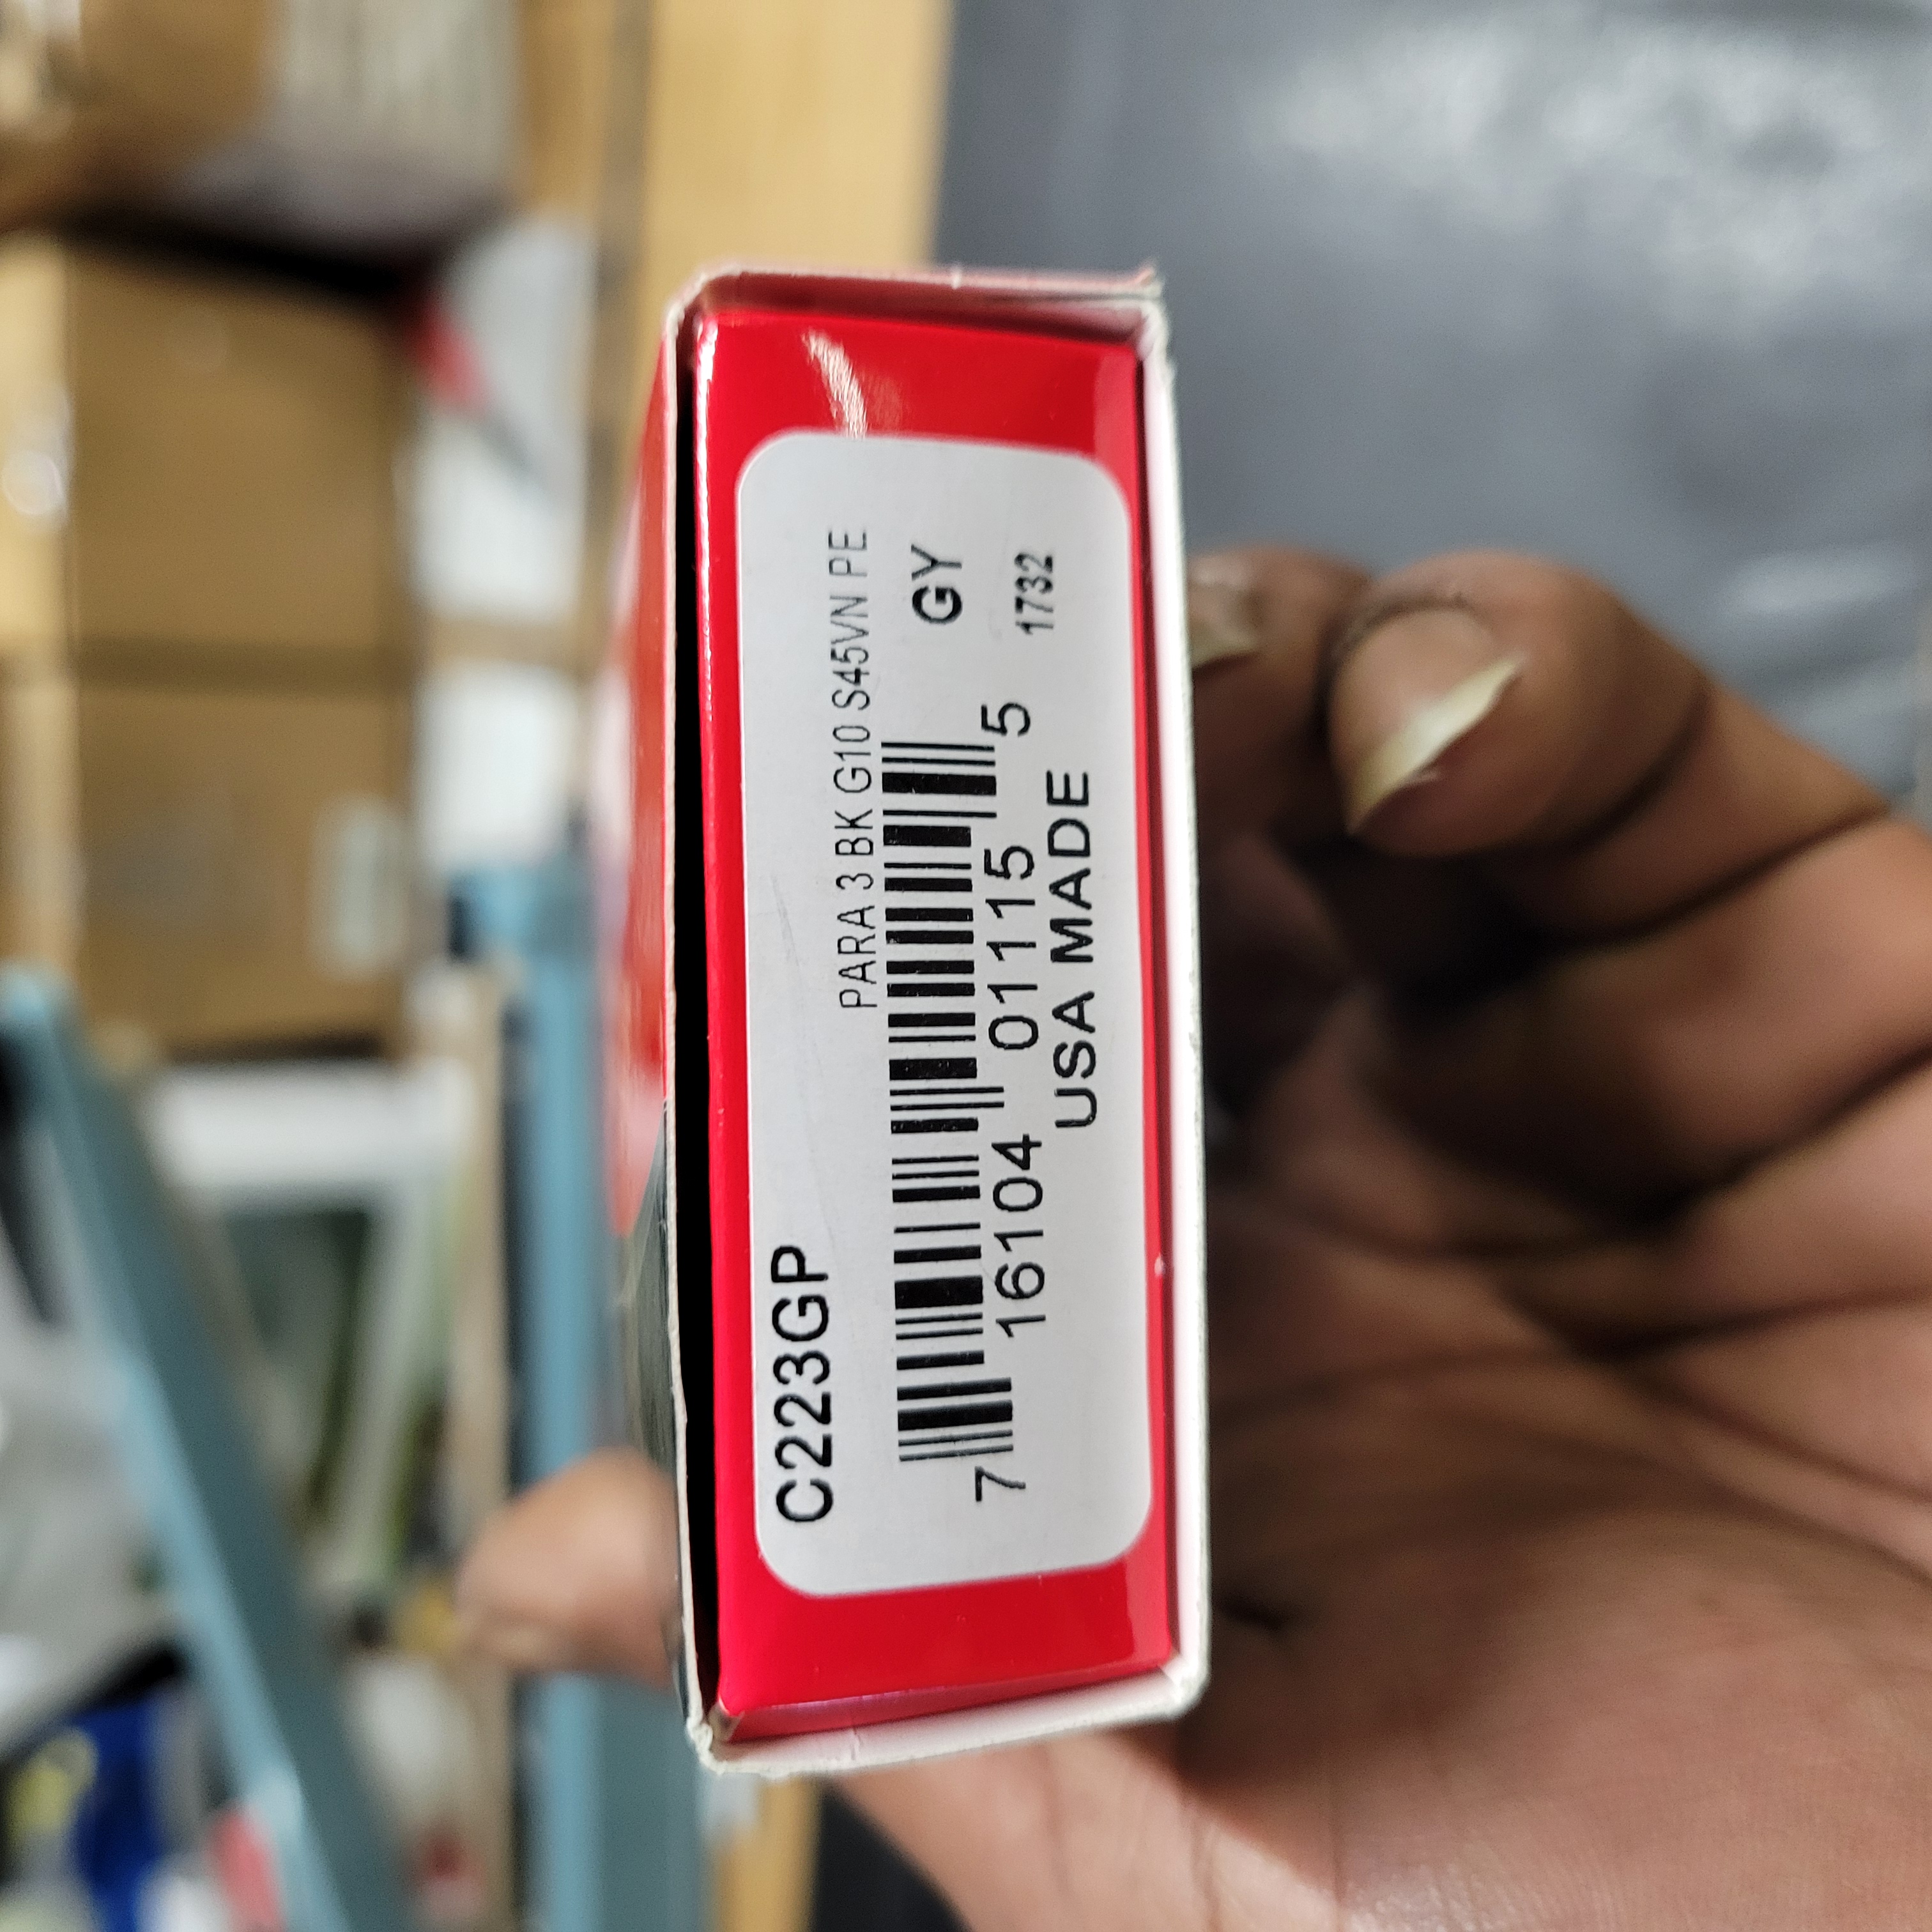 C223GP
PARA 3 BK G10 S45VN PE
GY
7 16104 01115 5
1732
USA MADE